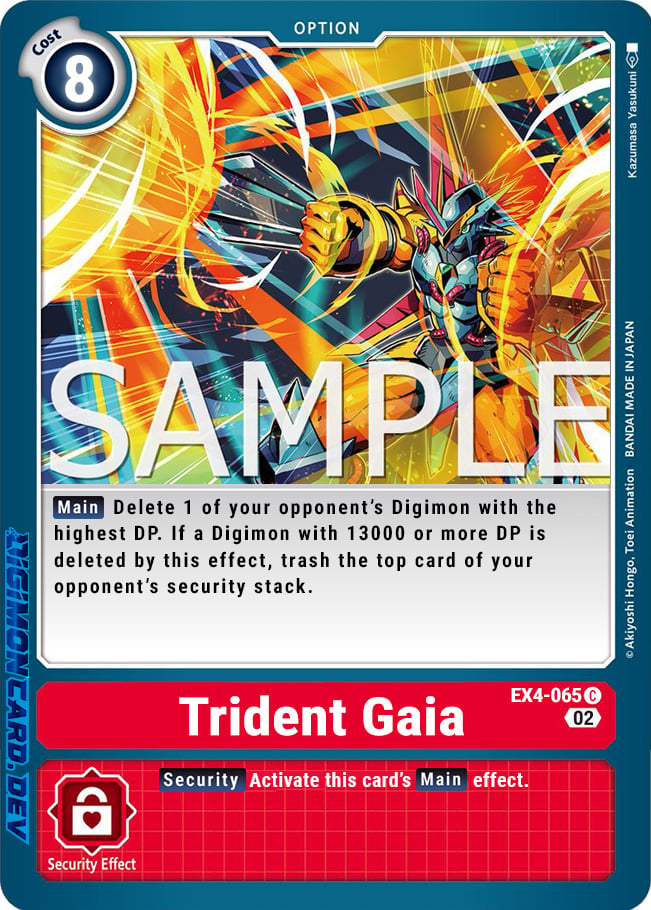 OPTION
Cost
8
Kazumasa Yasukuni
SAMPLE
Main Delete 1 of your opponent's Digimon with the
highest DP. If a Digimon with 13000 or more DP is
deleted by this effect, trash the top card of your
opponent's security stack.
© Akiyoshi Hongo, Toei Animation BANDAI MADE IN JAPAN
DIGIMON CARD.DEV
EX4-065 C
02
Trident Gaia
Security Activate this card's Main effect.
Security Effect